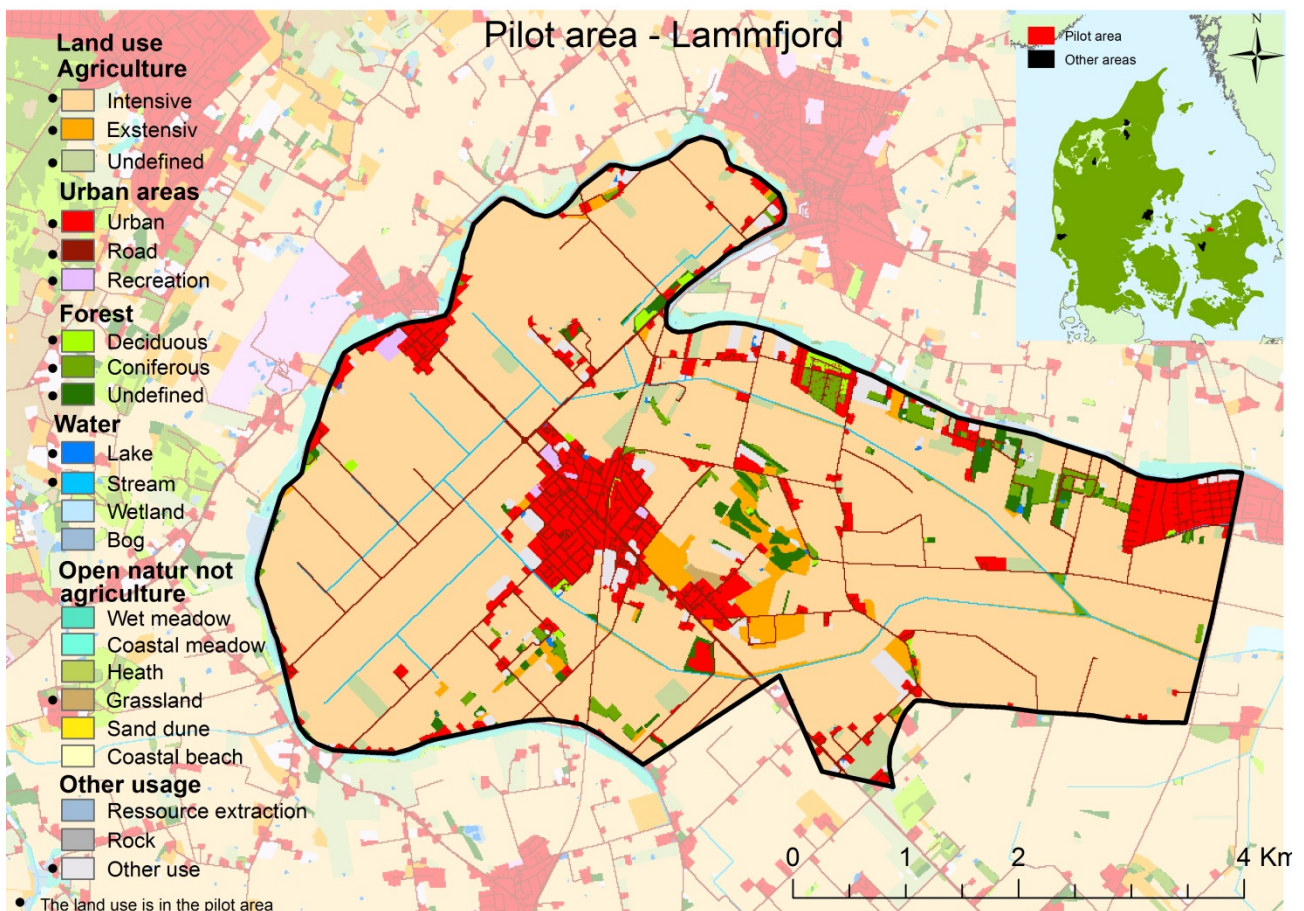 Pilot area - Lammfjord
Land use
Agriculture
Intensive
Exstensiv
Undefined
Urban areas
Urban
Road
Recreation
Forest
Deciduous
Coniferous
Undefined
Water
Lake
Stream
Wetland
Bog
Open natur not
agriculture
Wet meadow
Coastal meadow
Heath
Grassland
Sand dune
Coastal beach
Other usage
Ressource extraction
Rock
Other use
The land use is in the pilot area
Pilot area
Other areas
N
0 1 2 4 Km